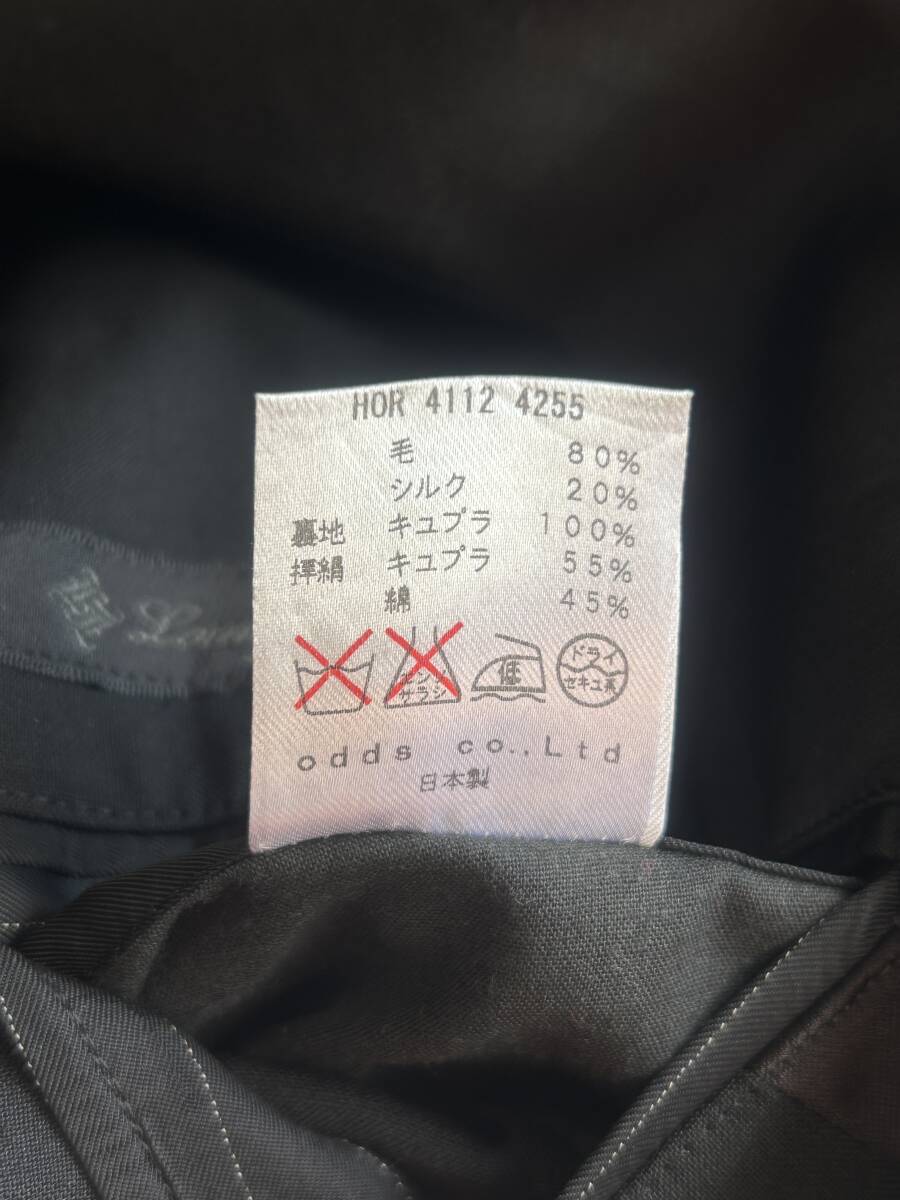 HOR 4112 4255
毛 80%
シルク 20%
裏地 キュプラ 100%
拝絹 キュプラ 55%
綿 45%
エンソ サラシ
低
ドライ
セキユ系
odds co.,Ltd
日本製